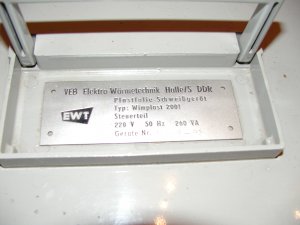 VEB Elektro-Wärmetechnik Halle/S DDR
Plastfolie-Schweißgerät
Typ: Wimplast 2001
EWT
Steuerteil
220 V 50 Hz 260 VA
Geräte Nr.